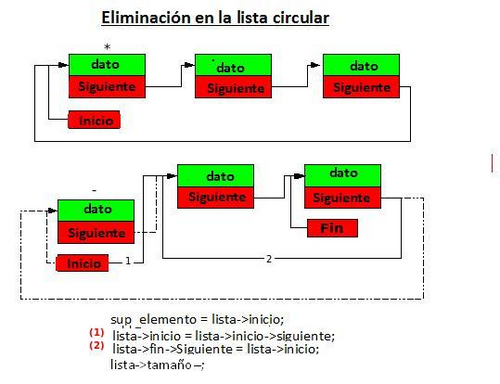 Eliminación en la lista circular
*
dato
dato
dato
Siguiente
Siguiente
Siguiente
Inicio
dato
dato
-
dato
Siguiente
Siguiente
Siguiente
Fin
Inicio
1
2
sup_elemento = lista->inicio;
(1) lista->inicio = lista->inicio->siguiente;
(2) lista->fin->Siguiente = lista->inicio;
lista->tamaño–;